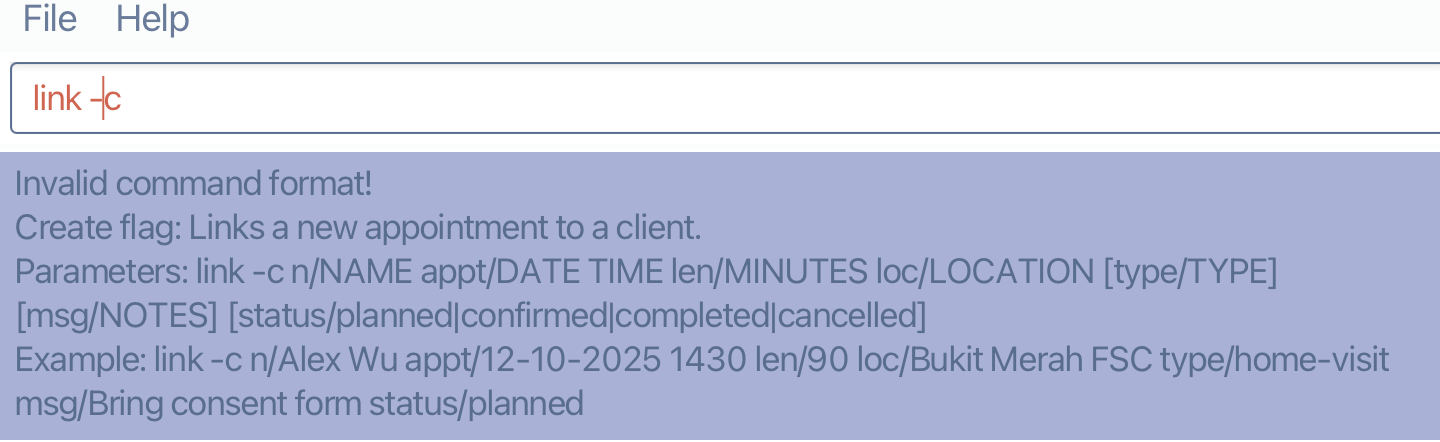 File Help
link -c
Invalid command format!
Create flag: Links a new appointment to a client.
Parameters: link -c n/NAME appt/DATE TIME len/MINUTES loc/LOCATION [type/TYPE]
[msg/NOTES] [status/planned|confirmed|completed|cancelled]
Example: link -c n/Alex Wu appt/12-10-2025 1430 len/90 loc/Bukit Merah FSC type/home-visit
msg/Bring consent form status/planned